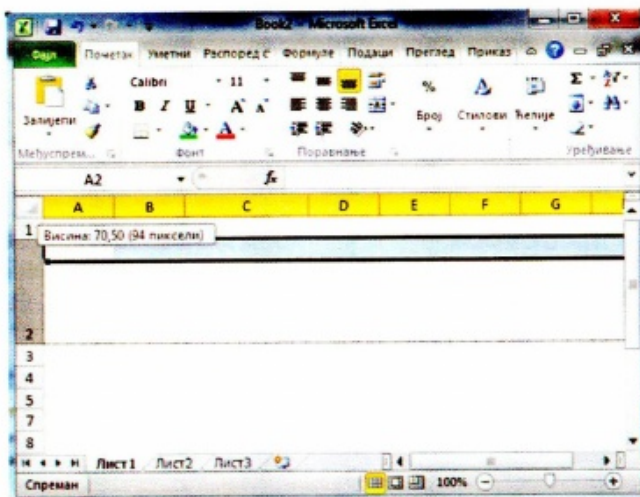 Book2 - Microsoft Excel
Фајл Почетак Уметни Распоред с Формуле Подаци Преглед Приказ
Calibri 11
Залијепи
B I U A A A
% Број Стилови Ћелије
Σ
Међуспрем... Фонт Поравнање Уређивање
A2 fx
A B C D E F G
1 Висина: 70,50 (94 пиксели)
2
3
4
5
7
8
Лист1 Лист2 Лист3
Спреман 100%